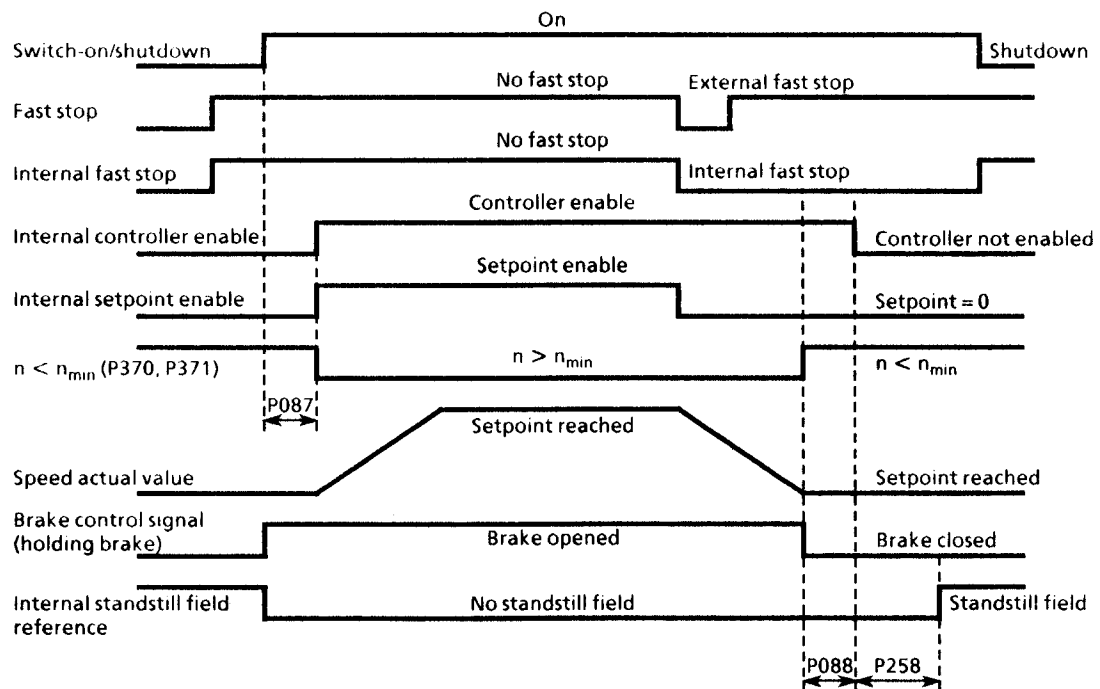 On
Switch-on/shutdown
Shutdown
No fast stop
External fast stop
Fast stop
No fast stop
Internal fast stop
Internal fast stop
Controller enable
Internal controller enable
Controller not enabled
Setpoint enable
Internal setpoint enable
Setpoint = 0
n < nmin (P370, P371)
n > nmin
n < nmin
P087
Setpoint reached
Speed actual value
Setpoint reached
Brake control signal
(holding brake)
Brake opened
Brake closed
Internal standstill field
reference
No standstill field
Standstill field
P088
P258